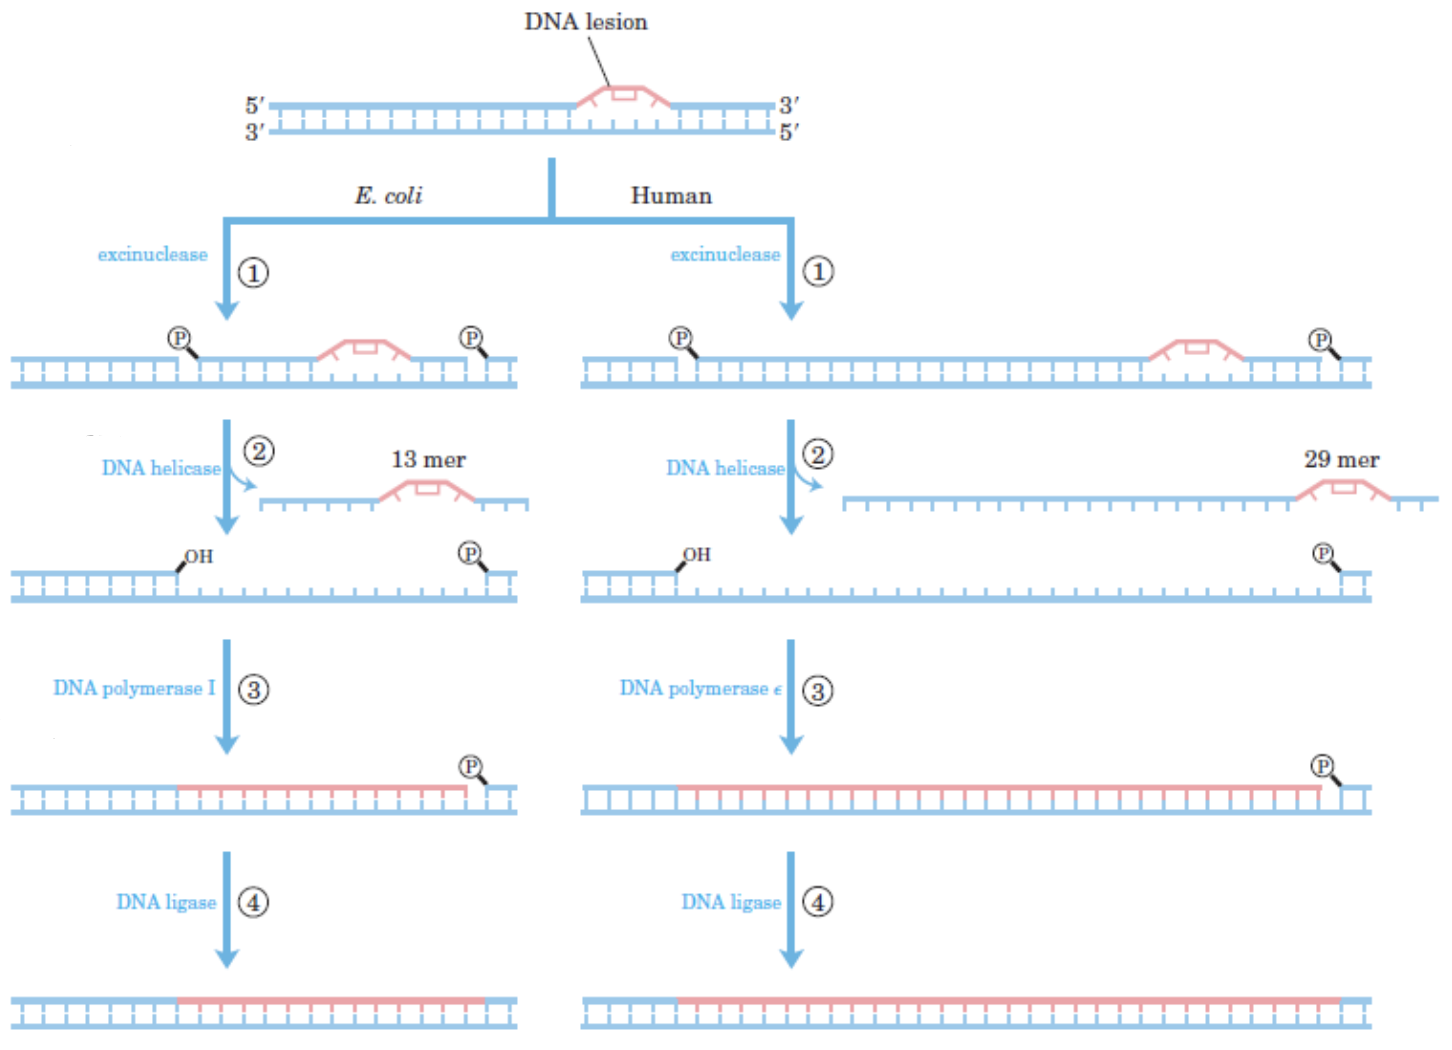 DNA lesion
5′ 3′
3′ 5′
E. coli Human
excinuclease 1 excinuclease 1
P P P P
2 13 mer 2 29 mer
DNA helicase DNA helicase
OH P OH P
DNA polymerase I 3 DNA polymerase ε 3
P P
DNA ligase 4 DNA ligase 4